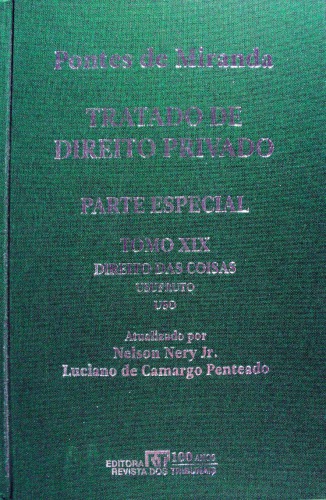 Pontes de Miranda
TRATADO DE
DIREITO PRIVADO
PARTE ESPECIAL
TOMO XIX
DIREITO DAS COISAS
USUFRUTO
USO
Atualizado por
Nelson Nery Jr.
Luciano de Camargo Penteado
EDITORA RT 100 ANOS
REVISTA DOS TRIBUNAIS